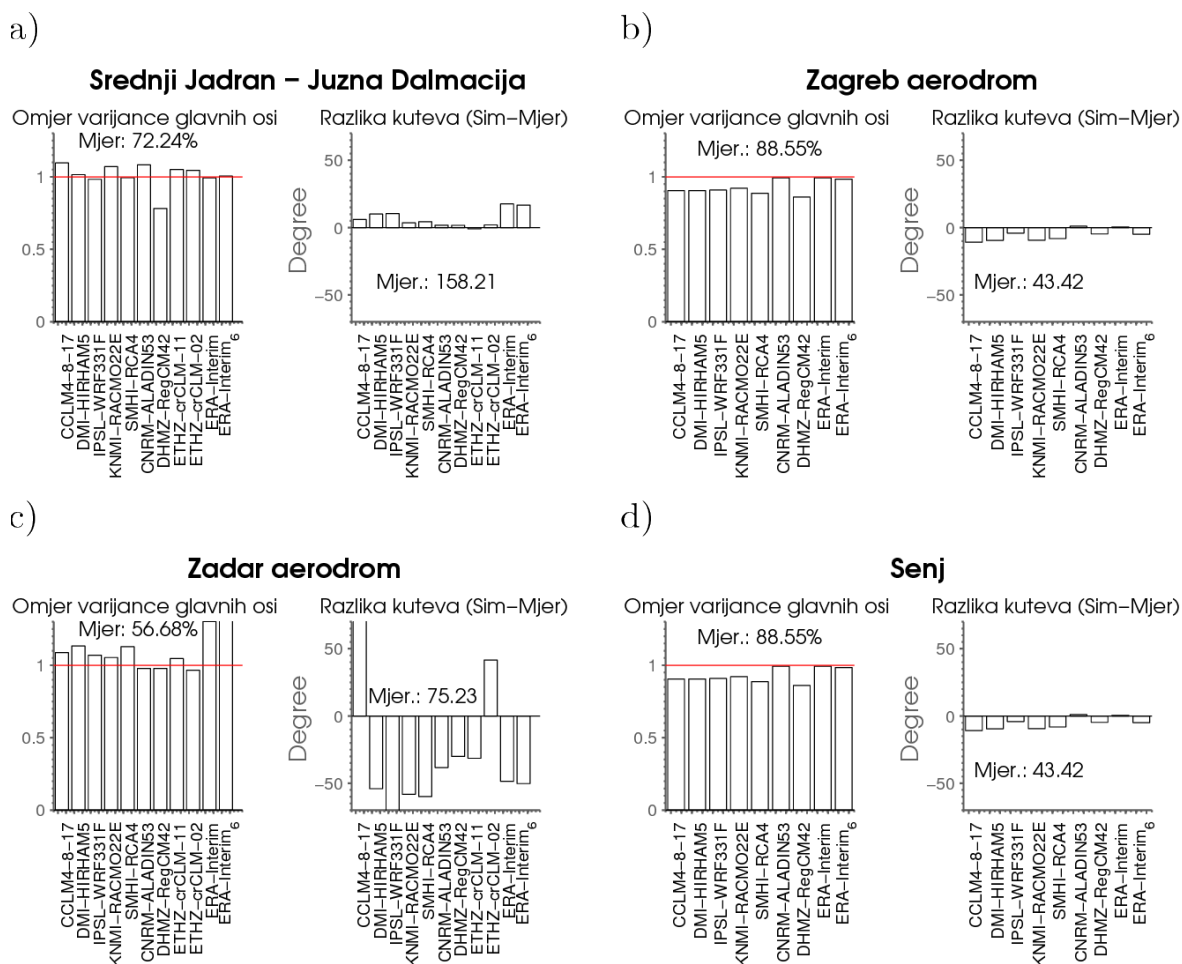 a)
Srednji Jadran – Juzna Dalmacija
Omjer varijance glavnih osi
Mjer: 72.24%
1
0.5
0
CCLM4-8-17
DMI-HIRHAM5
IPSL-WRF331F
KNMI-RACMO22E
SMHI-RCA4
CNRM-ALADIN53
DHMZ-RegCM42
ETHZ-crCLM-11
ETHZ-crCLM-02
ERA-Interim
ERA-Interim6
Razlika kuteva (Sim-Mjer)
Degree
50
0
-50
Mjer.: 158.21
CCLM4-8-17
DMI-HIRHAM5
IPSL-WRF331F
KNMI-RACMO22E
SMHI-RCA4
CNRM-ALADIN53
DHMZ-RegCM42
ETHZ-crCLM-11
ETHZ-crCLM-02
ERA-Interim
ERA-Interim6
b)
Zagreb aerodrom
Omjer varijance glavnih osi
Mjer.: 88.55%
1
0.5
0
CCLM4-8-17
DMI-HIRHAM5
IPSL-WRF331F
KNMI-RACMO22E
SMHI-RCA4
CNRM-ALADIN53
DHMZ-RegCM42
ERA-Interim
ERA-Interim6
Razlika kuteva (Sim-Mjer)
Degree
50
0
-50
Mjer.: 43.42
CCLM4-8-17
DMI-HIRHAM5
IPSL-WRF331F
KNMI-RACMO22E
SMHI-RCA4
CNRM-ALADIN53
DHMZ-RegCM42
ERA-Interim
ERA-Interim6
c)
Zadar aerodrom
Omjer varijance glavnih osi
Mjer: 56.68%
1
0.5
0
CCLM4-8-17
DMI-HIRHAM5
IPSL-WRF331F
KNMI-RACMO22E
SMHI-RCA4
CNRM-ALADIN53
DHMZ-RegCM42
ETHZ-crCLM-11
ETHZ-crCLM-02
ERA-Interim
ERA-Interim6
Razlika kuteva (Sim-Mjer)
Degree
50
0
-50
Mjer.: 75.23
CCLM4-8-17
DMI-HIRHAM5
IPSL-WRF331F
KNMI-RACMO22E
SMHI-RCA4
CNRM-ALADIN53
DHMZ-RegCM42
ETHZ-crCLM-11
ETHZ-crCLM-02
ERA-Interim
ERA-Interim6
d)
Senj
Omjer varijance glavnih osi
Mjer.: 88.55%
1
0.5
0
CCLM4-8-17
DMI-HIRHAM5
IPSL-WRF331F
KNMI-RACMO22E
SMHI-RCA4
CNRM-ALADIN53
DHMZ-RegCM42
ERA-Interim
ERA-Interim6
Razlika kuteva (Sim-Mjer)
Degree
50
0
-50
Mjer.: 43.42
CCLM4-8-17
DMI-HIRHAM5
IPSL-WRF331F
KNMI-RACMO22E
SMHI-RCA4
CNRM-ALADIN53
DHMZ-RegCM42
ERA-Interim
ERA-Interim6